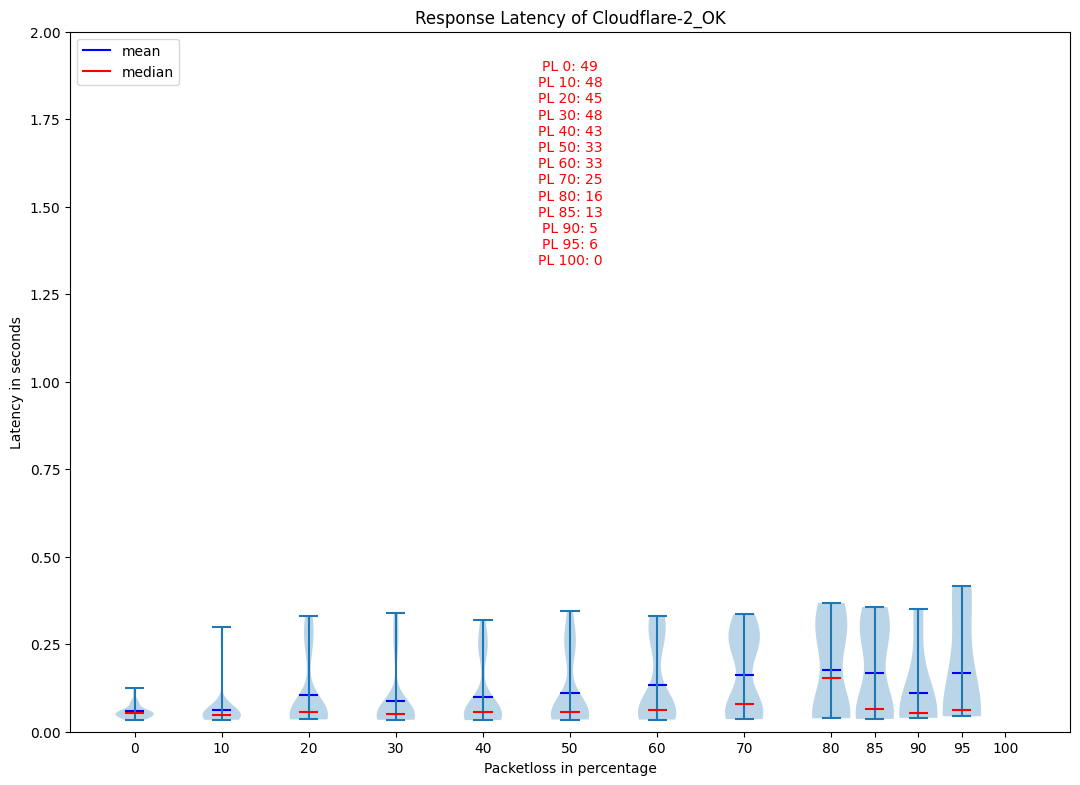 Response Latency of Cloudflare-2_OK
2.00
mean
median
PL 0: 49
PL 10: 48
PL 20: 45
PL 30: 48
PL 40: 43
PL 50: 33
PL 60: 33
PL 70: 25
PL 80: 16
PL 85: 13
PL 90: 5
PL 95: 6
PL 100: 0
1.75
1.50
1.25
1.00
0.75
0.50
0.25
0.00
Latency in seconds
0 10 20 30 40 50 60 70 80 85 90 95 100
Packetloss in percentage